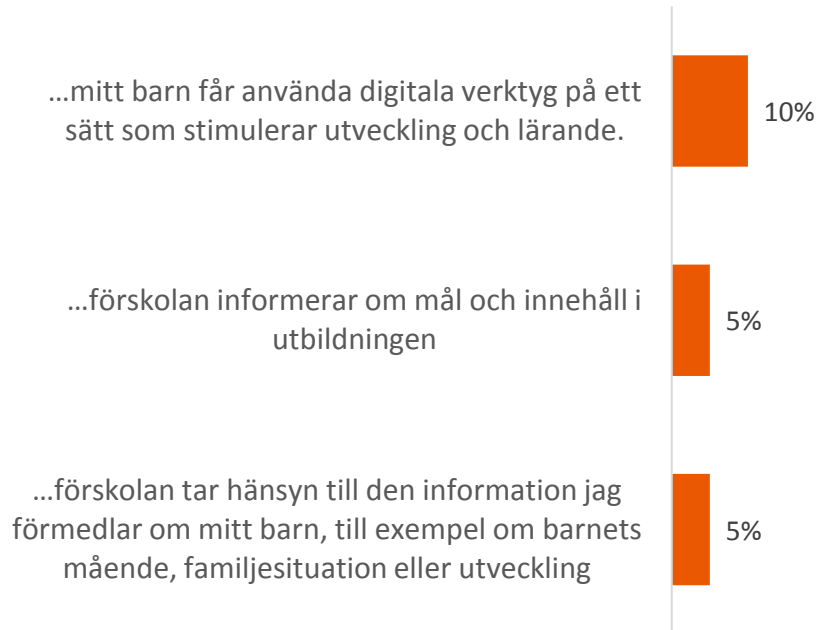 …mitt barn får använda digitala verktyg på ett
sätt som stimulerar utveckling och lärande.
10%
…förskolan informerar om mål och innehåll i
utbildningen
5%
…förskolan tar hänsyn till den information jag
förmedlar om mitt barn, till exempel om barnets
mående, familjesituation eller utveckling
5%